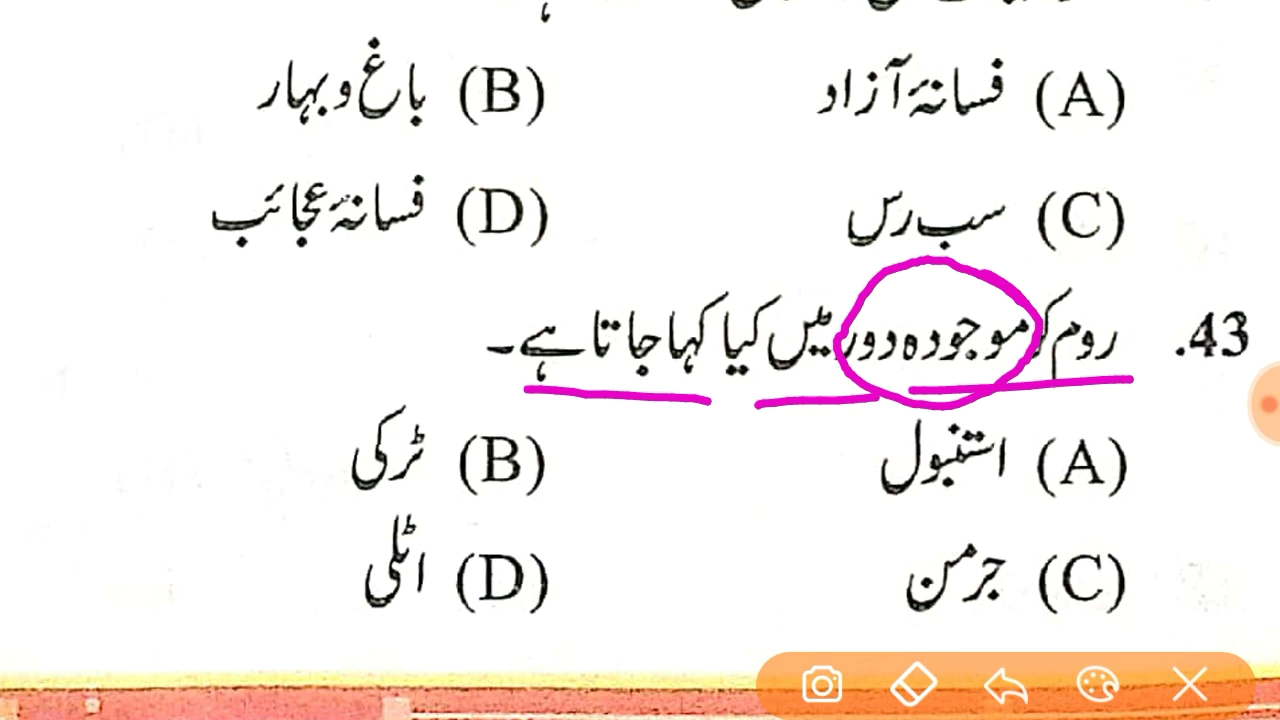 (A) فسانۂ آزاد (B) باغ و بہار
(C) سب رس (D) فسانۂ عجائب
43. روم کو موجودہ دور میں کیا کہا جاتا ہے۔
(A) استنبول (B) ٹرکی
(C) جرمن (D) اٹلی